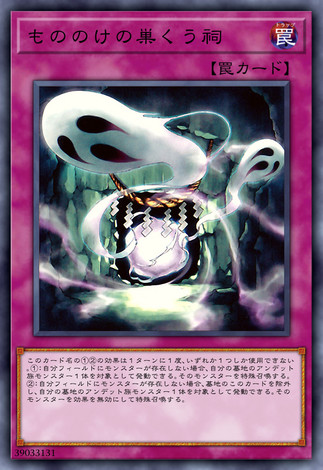 もののけの巣くう祠
トラップ
罠
【罠カード】
このカード名の①②の効果は1ターンに1度、いずれか1つしか使用できない
。①：自分フィールドにモンスターが存在しない場合、自分の墓地のアンデット
族モンスター1体を対象として発動できる。そのモンスターを特殊召喚する。
②：自分フィールドにモンスターが存在しない場合、墓地のこのカードを除外
し、自分の墓地のアンデット族モンスター1体を対象として発動できる。その
モンスターを効果を無効にして特殊召喚する。
39033131